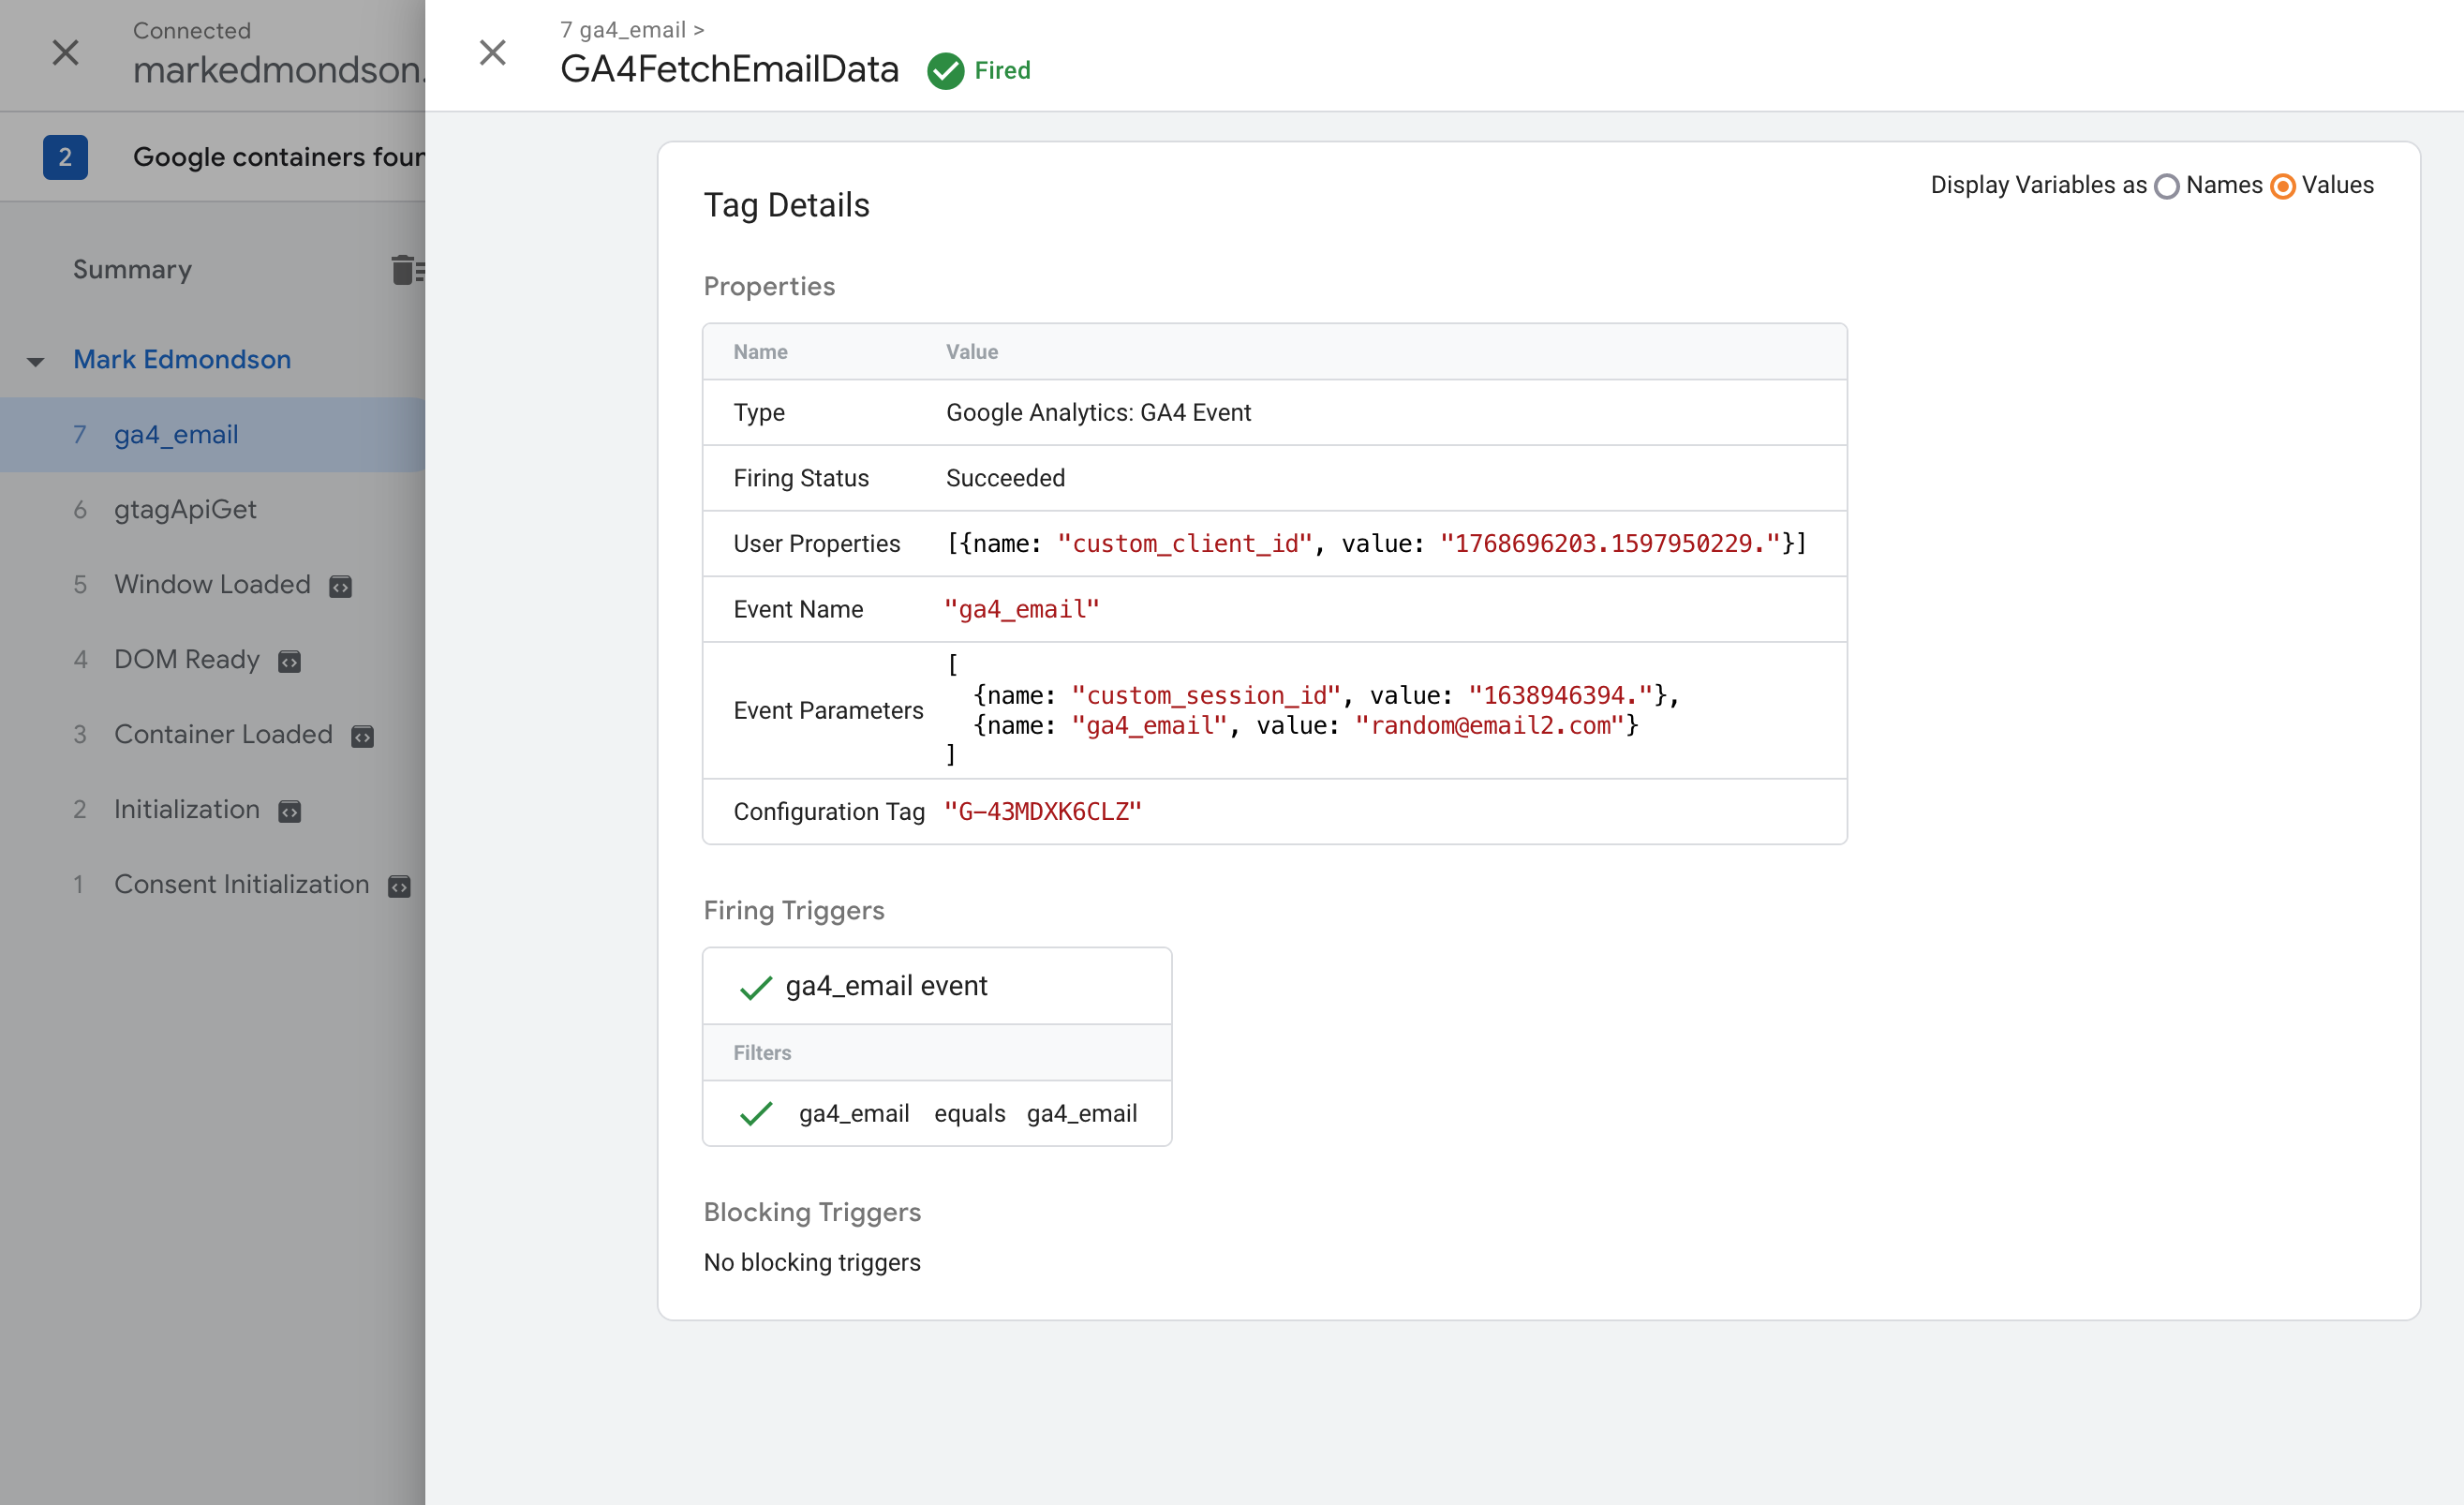 Connected
markedmondson.
2 Google containers foun
Summary
Mark Edmondson
7 ga4_email
6 gtagApiGet
5 Window Loaded
4 DOM Ready
3 Container Loaded
2 Initialization
1 Consent Initialization
7 ga4_email >
GA4FetchEmailData Fired
Tag Details
Display Variables as Names Values
Properties
Name Value
Type Google Analytics: GA4 Event
Firing Status Succeeded
User Properties [{name: "custom_client_id", value: "1768696203.1597950229."}]
Event Name "ga4_email"
Event Parameters
[
{name: "custom_session_id", value: "1638946394."},
{name: "ga4_email", value: "random@email2.com"}
]
Configuration Tag "G-43MDXK6CLZ"
Firing Triggers
ga4_email event
Filters
ga4_email equals ga4_email
Blocking Triggers
No blocking triggers